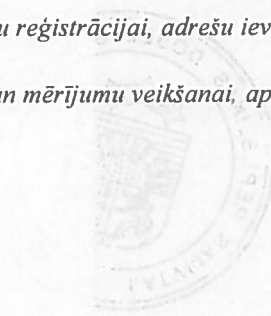 u reģistrācijai, adrešu iev
un mērījumu veikšanai, ap